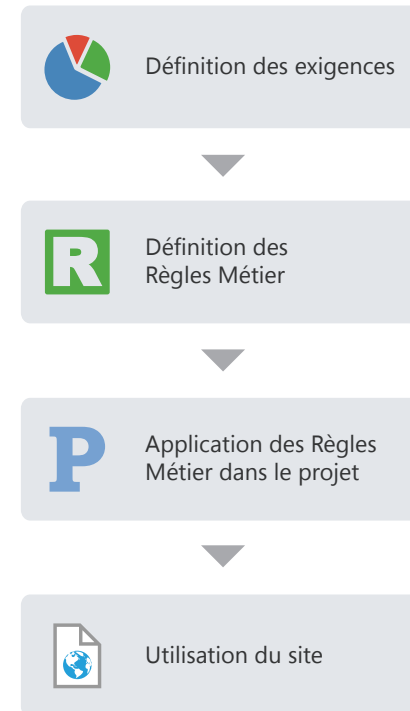 Définition des exigences
R
Définition des
Règles Métier
P
Application des Règles
Métier dans le projet
Utilisation du site